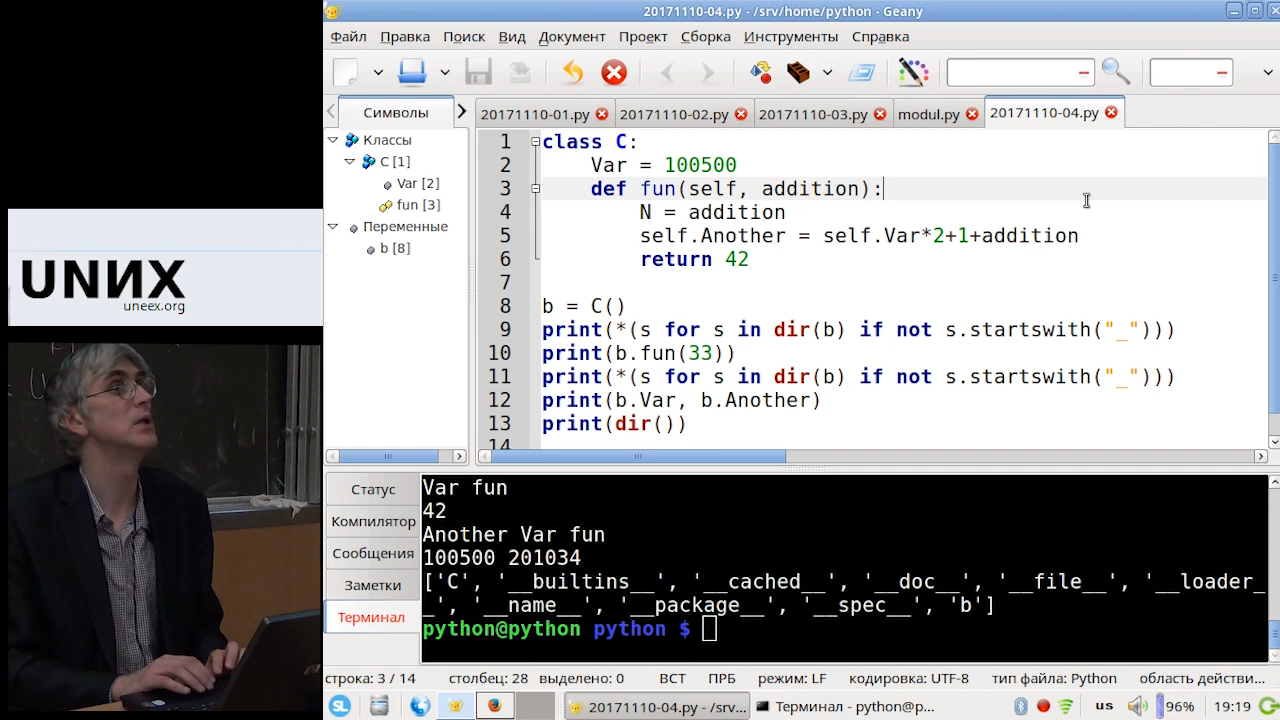 20171110-04.py - /srv/home/python - Geany
Файл Правка Поиск Вид Документ Проект Сборка Инструменты Справка
Символы 20171110-01.py 20171110-02.py 20171110-03.py modul.py 20171110-04.py
Классы
C [1]
Var [2]
fun [3]
Переменные
b [8]
1 class C:
2 Var = 100500
3 def fun(self, addition):
4 N = addition
5 self.Another = self.Var*2+1+addition
6 return 42
7
8 b = C()
9 print(*(s for s in dir(b) if not s.startswith("_")))
10 print(b.fun(33))
11 print(*(s for s in dir(b) if not s.startswith("_")))
12 print(b.Var, b.Another)
13 print(dir())
14
UNИX
uneex.org
Статус
Компилятор
Сообщения
Заметки
Терминал
Var fun
42
Another Var fun
100500 201034
['C', '__builtins__', '__cached__', '__doc__', '__file__', '__loader_
_', '__name__', '__package__', '__spec__', 'b']
python@python python $
строка: 3 / 14 столбец: 28 выделено: 0 ВСТ ПРБ режим: LF кодировка: UTF-8 тип файла: Python область действи...
SL 20171110-04.py - /srv... Терминал - python@p... us 96% 19:19